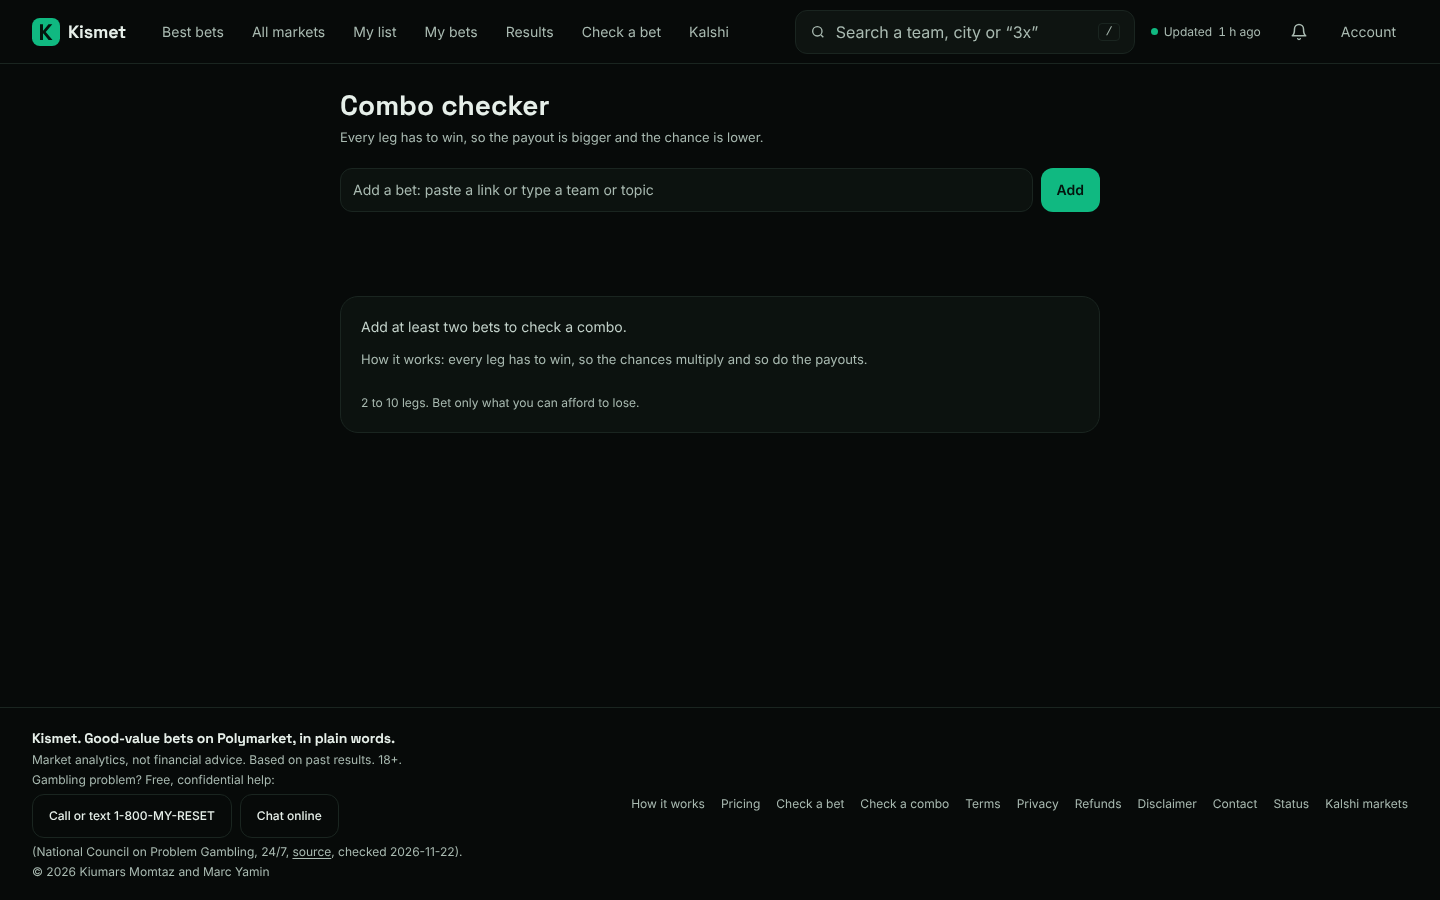 K Kismet Best bets All markets My list My bets Results Check a bet Kalshi Search a team, city or “3x” / Updated 1 h ago Account
Combo checker
Every leg has to win, so the payout is bigger and the chance is lower.
Add a bet: paste a link or type a team or topic Add
Add at least two bets to check a combo.
How it works: every leg has to win, so the chances multiply and so do the payouts.
2 to 10 legs. Bet only what you can afford to lose.
Kismet. Good-value bets on Polymarket, in plain words.
Market analytics, not financial advice. Based on past results. 18+.
Gambling problem? Free, confidential help:
Call or text 1-800-MY-RESET Chat online
(National Council on Problem Gambling, 24/7, source, checked 2026-11-22).
© 2026 Kiumars Momtaz and Marc Yamin
How it works Pricing Check a bet Check a combo Terms Privacy Refunds Disclaimer Contact Status Kalshi markets